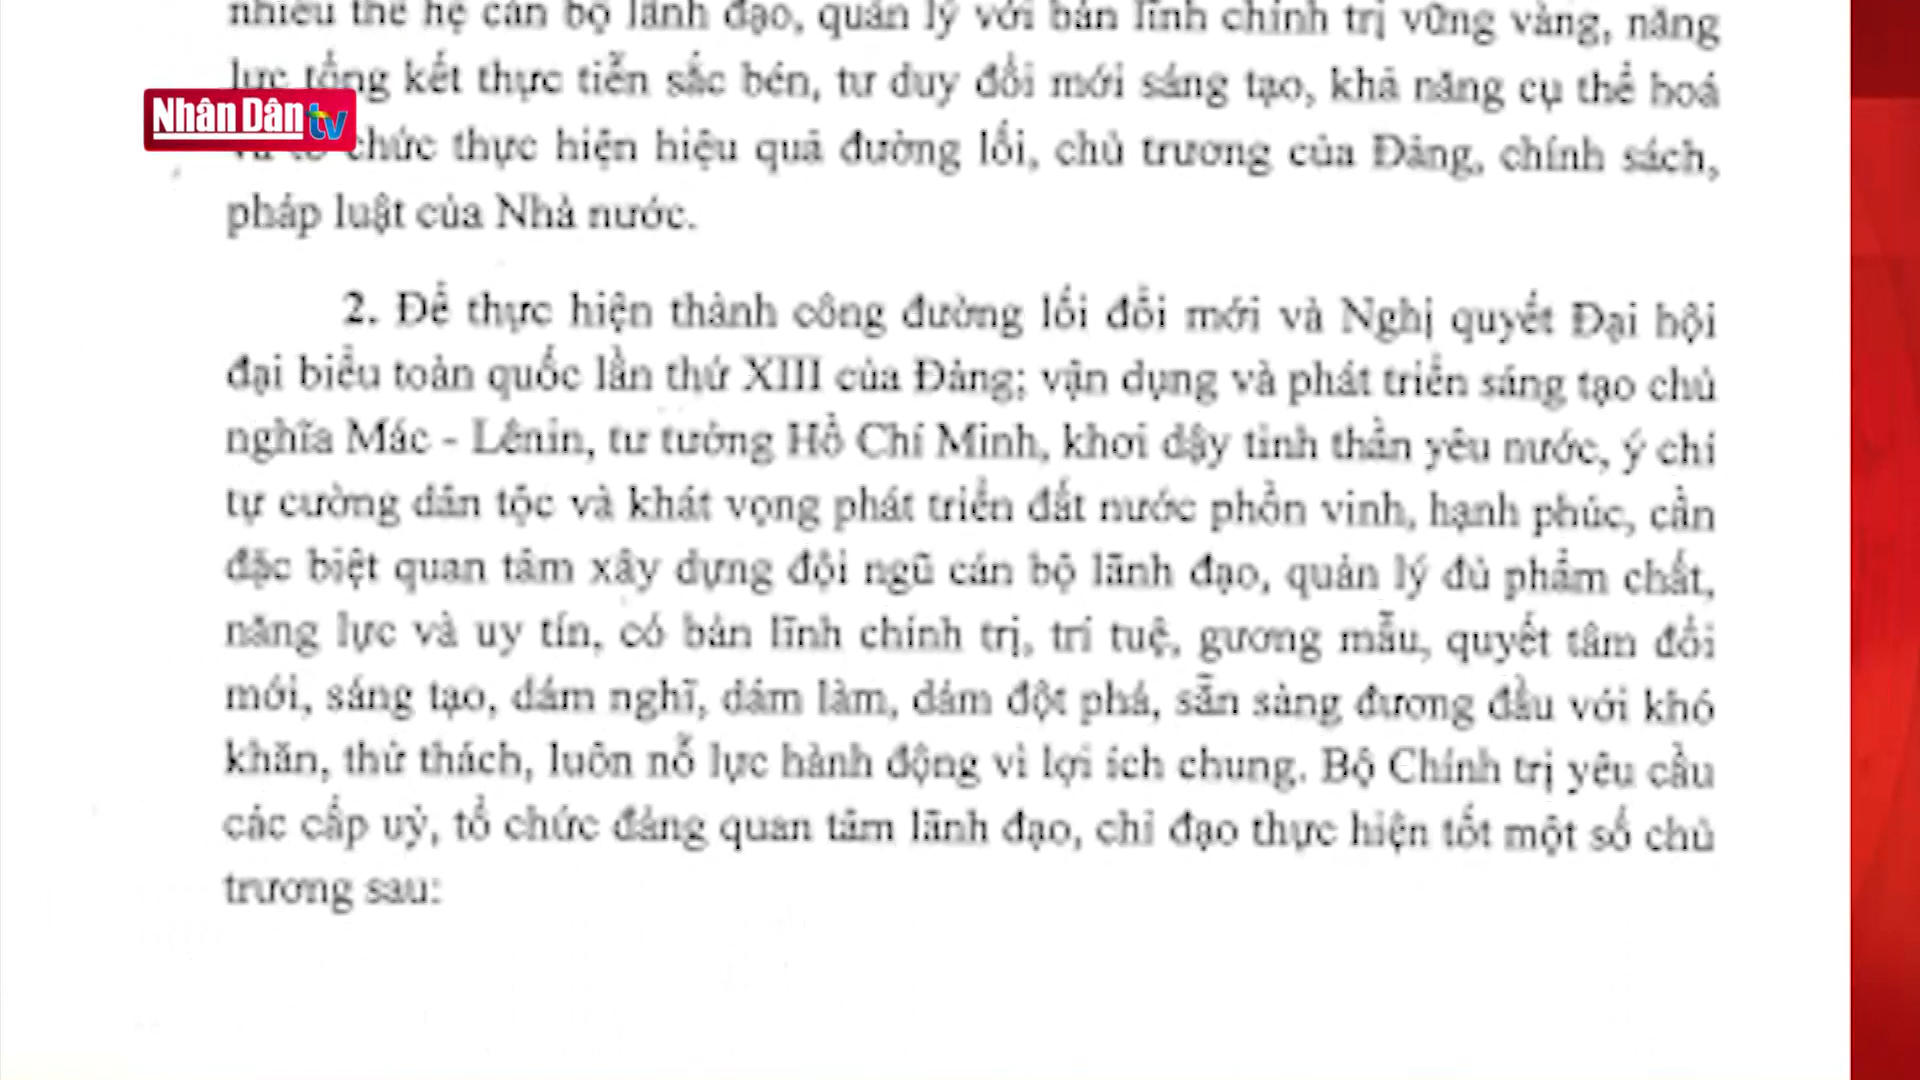 nhiều thế hệ cán bộ lãnh đạo, quản lý với bản lĩnh chính trị vững vàng, năng
lực tổng kết thực tiễn sắc bén, tư duy đổi mới sáng tạo, khả năng cụ thể hoá
Nhân Dân tv
chức thực hiện hiệu quả đường lối, chủ trương của Đảng, chính sách,
pháp luật của Nhà nước.
2. Để thực hiện thành công đường lối đổi mới và Nghị quyết Đại hội
đại biểu toàn quốc lần thứ XIII của Đảng; vận dụng và phát triển sáng tạo chủ
nghĩa Mác - Lênin, tư tưởng Hồ Chí Minh, khơi dậy tinh thần yêu nước, ý chí
tự cường dân tộc và khát vọng phát triển đất nước phồn vinh, hạnh phúc, cần
đặc biệt quan tâm xây dựng đội ngũ cán bộ lãnh đạo, quản lý đủ phẩm chất,
năng lực và uy tín, có bản lĩnh chính trị, trí tuệ, gương mẫu, quyết tâm đổi
mới, sáng tạo, dám nghĩ, dám làm, dám đột phá, sẵn sàng đương đầu với khó
khăn, thử thách, luôn nỗ lực hành động vì lợi ích chung. Bộ Chính trị yêu cầu
các cấp uỷ, tổ chức đảng quan tâm lãnh đạo, chỉ đạo thực hiện tốt một số chủ
trương sau: